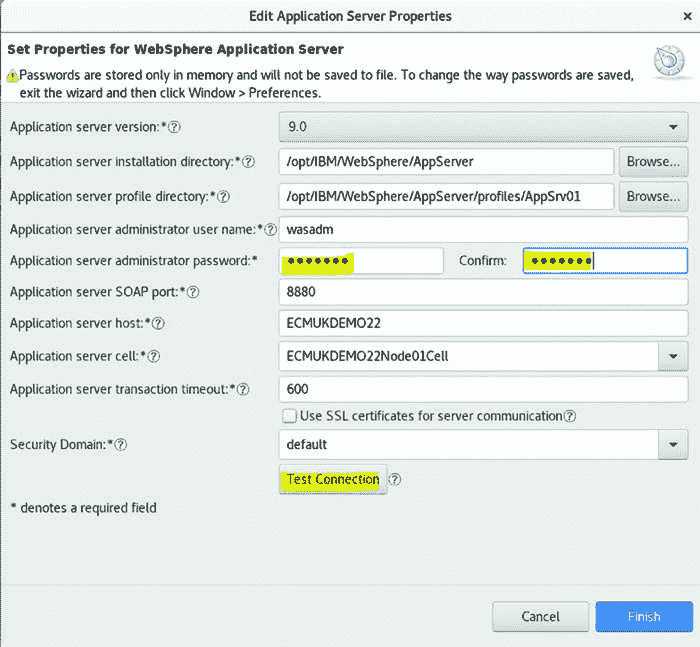 Edit Application Server Properties
Set Properties for WebSphere Application Server
Passwords are stored only in memory and will not be saved to file. To change the way passwords are saved,
exit the wizard and then click Window > Preferences.
Application server version:* 9.0
Application server installation directory:* /opt/IBM/WebSphere/AppServer Browse...
Application server profile directory:* /opt/IBM/WebSphere/AppServer/profiles/AppSrv01 Browse...
Application server administrator user name:* wasadm
Application server administrator password:* ••••••• Confirm: •••••••
Application server SOAP port:* 8880
Application server host:* ECMUKDEMO22
Application server cell:* ECMUKDEMO22Node01Cell
Application server transaction timeout:* 600
Use SSL certificates for server communication
Security Domain:* default
Test Connection
* denotes a required field
Cancel Finish